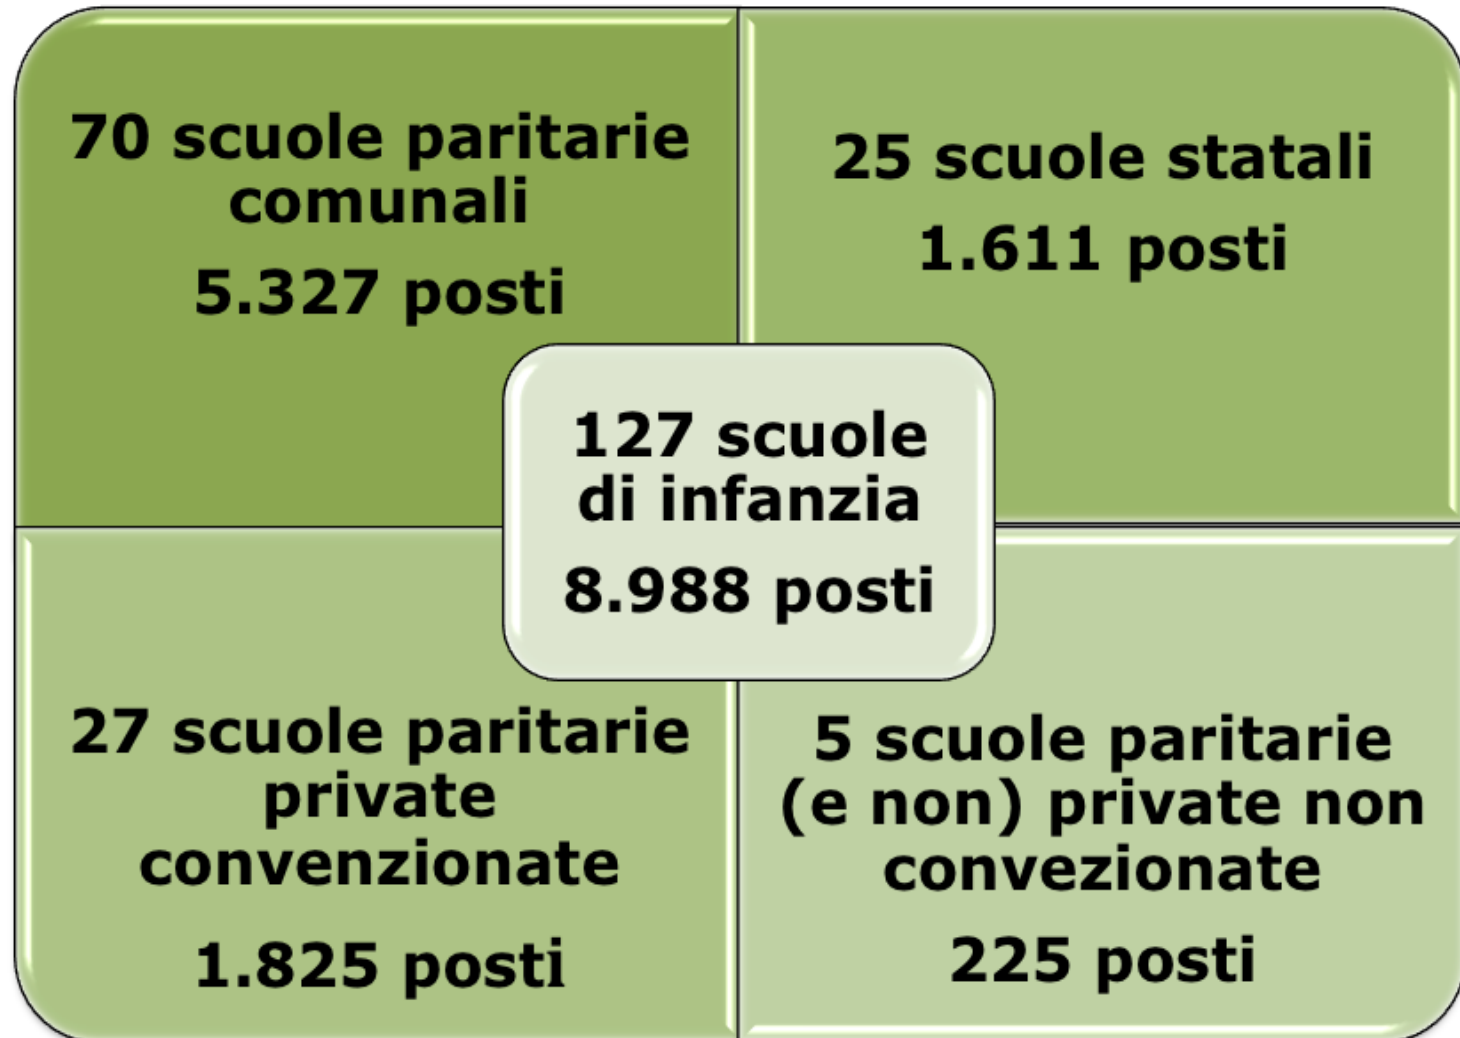 70 scuole paritarie
comunali
5.327 posti
25 scuole statali
1.611 posti
127 scuole
di infanzia
8.988 posti
27 scuole paritarie
private
convenzionate
1.825 posti
5 scuole paritarie
(e non) private non
convezionate
225 posti